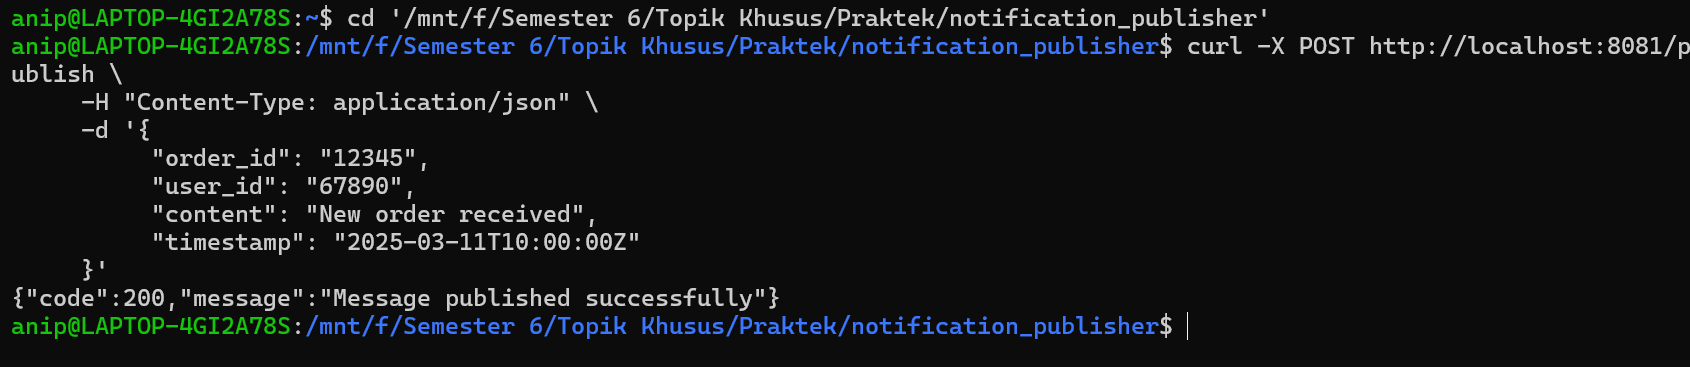 anip@LAPTOP-4GI2A78S:~$ cd '/mnt/f/Semester 6/Topik Khusus/Praktek/notification_publisher'
anip@LAPTOP-4GI2A78S:/mnt/f/Semester 6/Topik Khusus/Praktek/notification_publisher$ curl -X POST http://localhost:8081/p
ublish \
     -H "Content-Type: application/json" \
     -d '{
          "order_id": "12345",
          "user_id": "67890",
          "content": "New order received",
          "timestamp": "2025-03-11T10:00:00Z"
     }'
{"code":200,"message":"Message published successfully"}
anip@LAPTOP-4GI2A78S:/mnt/f/Semester 6/Topik Khusus/Praktek/notification_publisher$